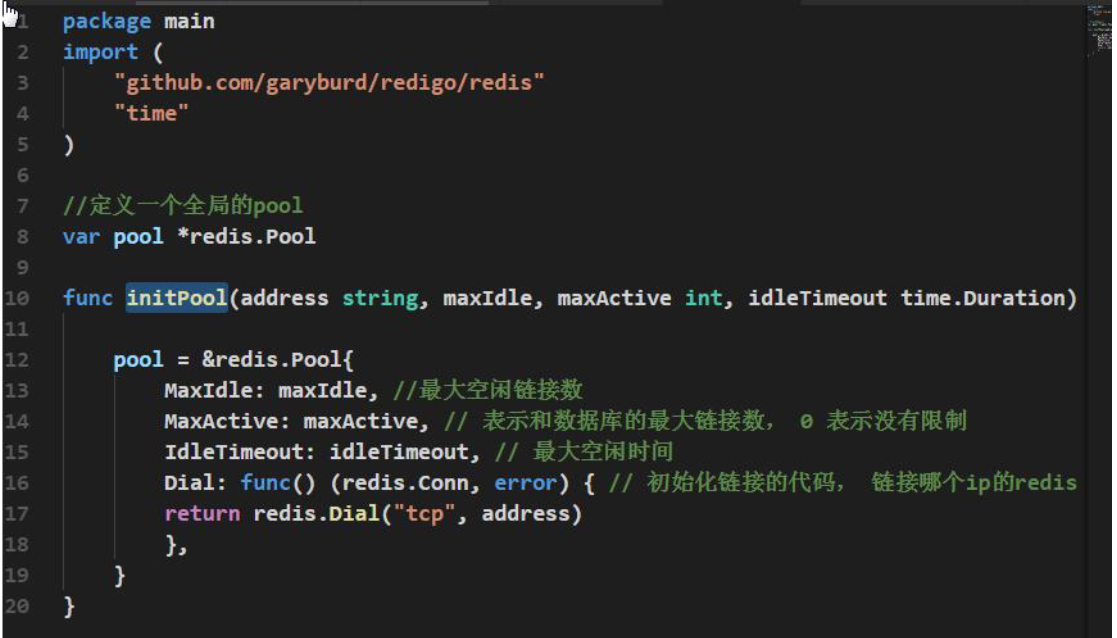 1 package main
2 import (
3 "github.com/garyburd/redigo/redis"
4 "time"
5 )
6
7 //定义一个全局的pool
8 var pool *redis.Pool
9
10 func initPool(address string, maxIdle, maxActive int, idleTimeout time.Duration)
11
12 pool = &redis.Pool{
13 MaxIdle: maxIdle, //最大空闲链接数
14 MaxActive: maxActive, // 表示和数据库的最大链接数, 0 表示没有限制
15 IdleTimeout: idleTimeout, // 最大空闲时间
16 Dial: func() (redis.Conn, error) { // 初始化链接的代码, 链接哪个ip的redis
17 return redis.Dial("tcp", address)
18 },
19 }
20 }